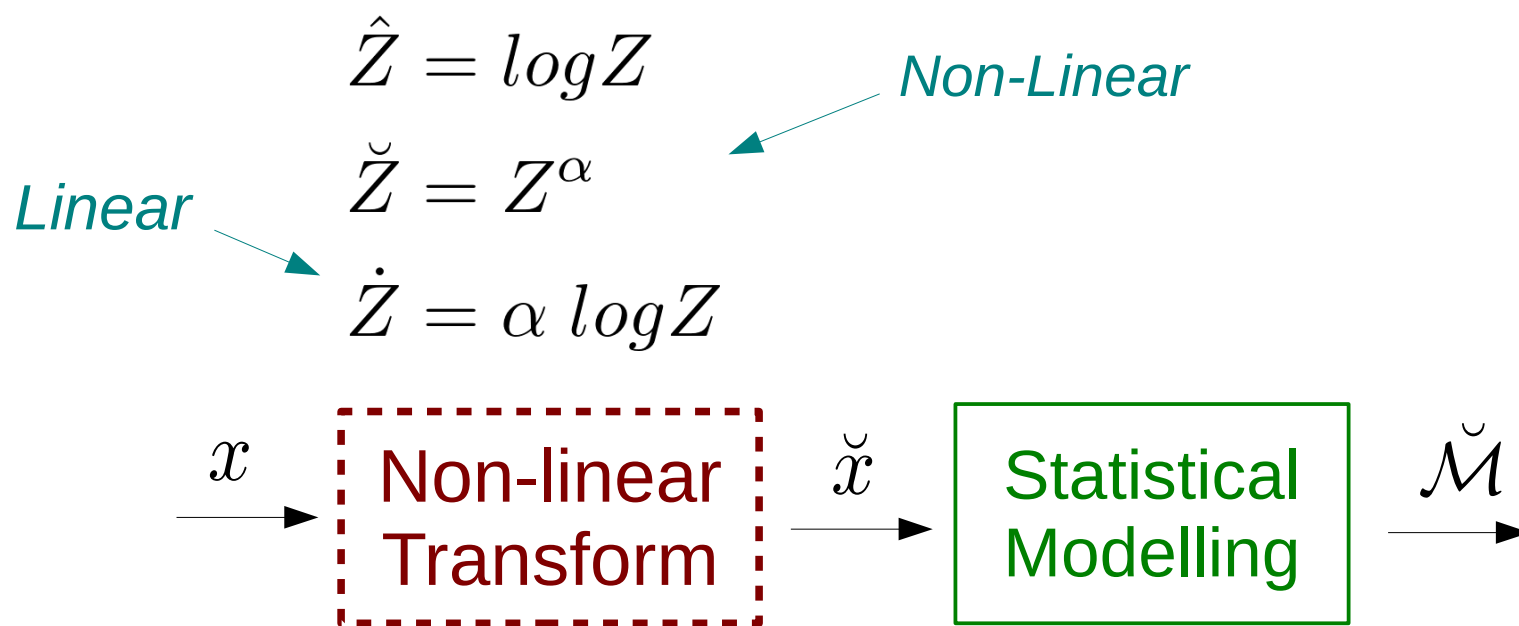 Ẑ = logZ
Non-Linear
Z̆ = Z^α
Linear
Ż = α logZ
x
Non-linear
Transform
x̆
Statistical
Modelling
ℳ̆